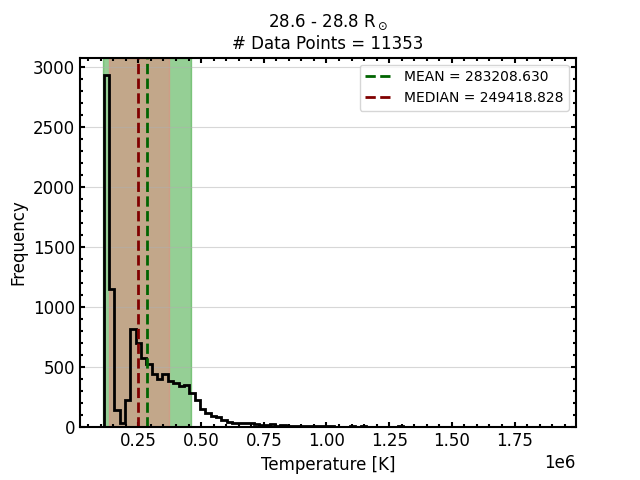 28.6 - 28.8 R⊙
# Data Points = 11353
MEAN = 283208.630
MEDIAN = 249418.828
Frequency
3000
2500
2000
1500
1000
500
0
0.25 0.50 0.75 1.00 1.25 1.50 1.75
1e6
Temperature [K]